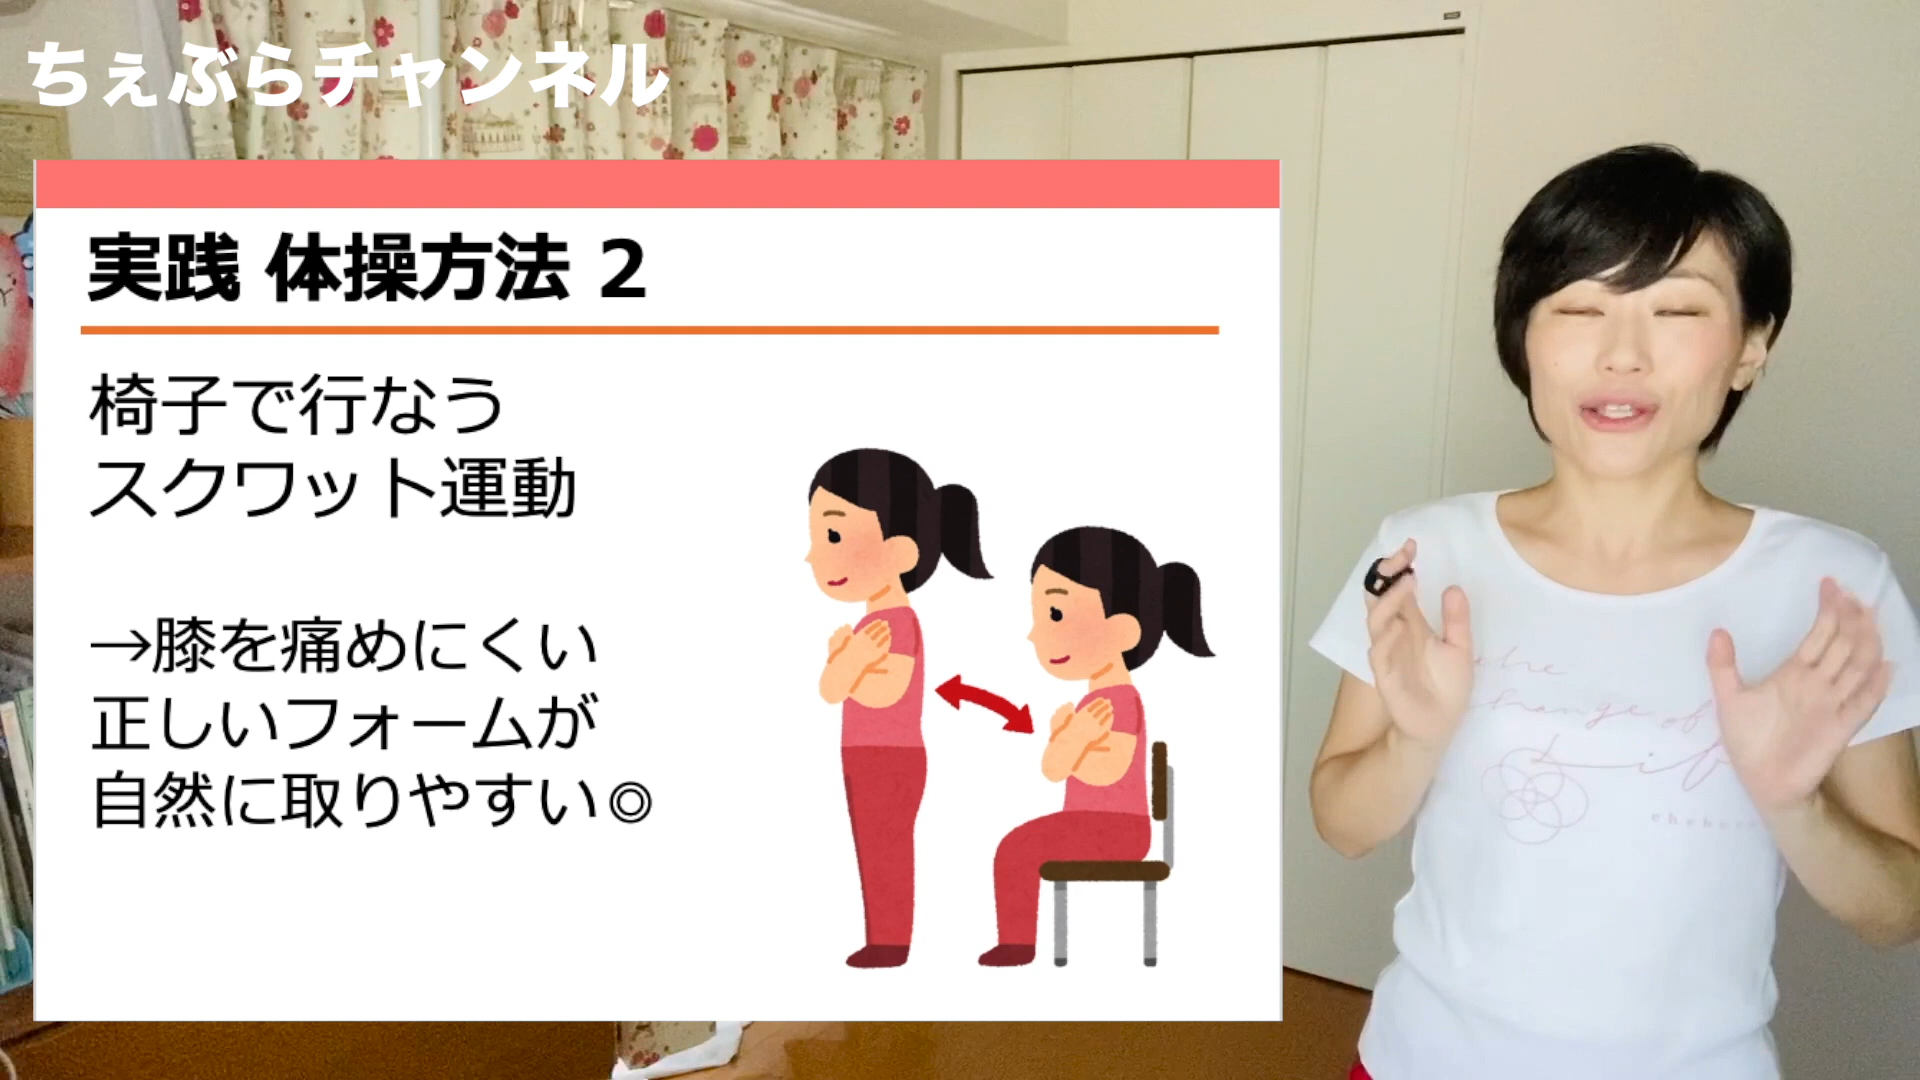 ちぇぶらチャンネル
実践 体操方法 2
椅子で行なう
スクワット運動
→膝を痛めにくい
正しいフォームが
自然に取りやすい◎
change of